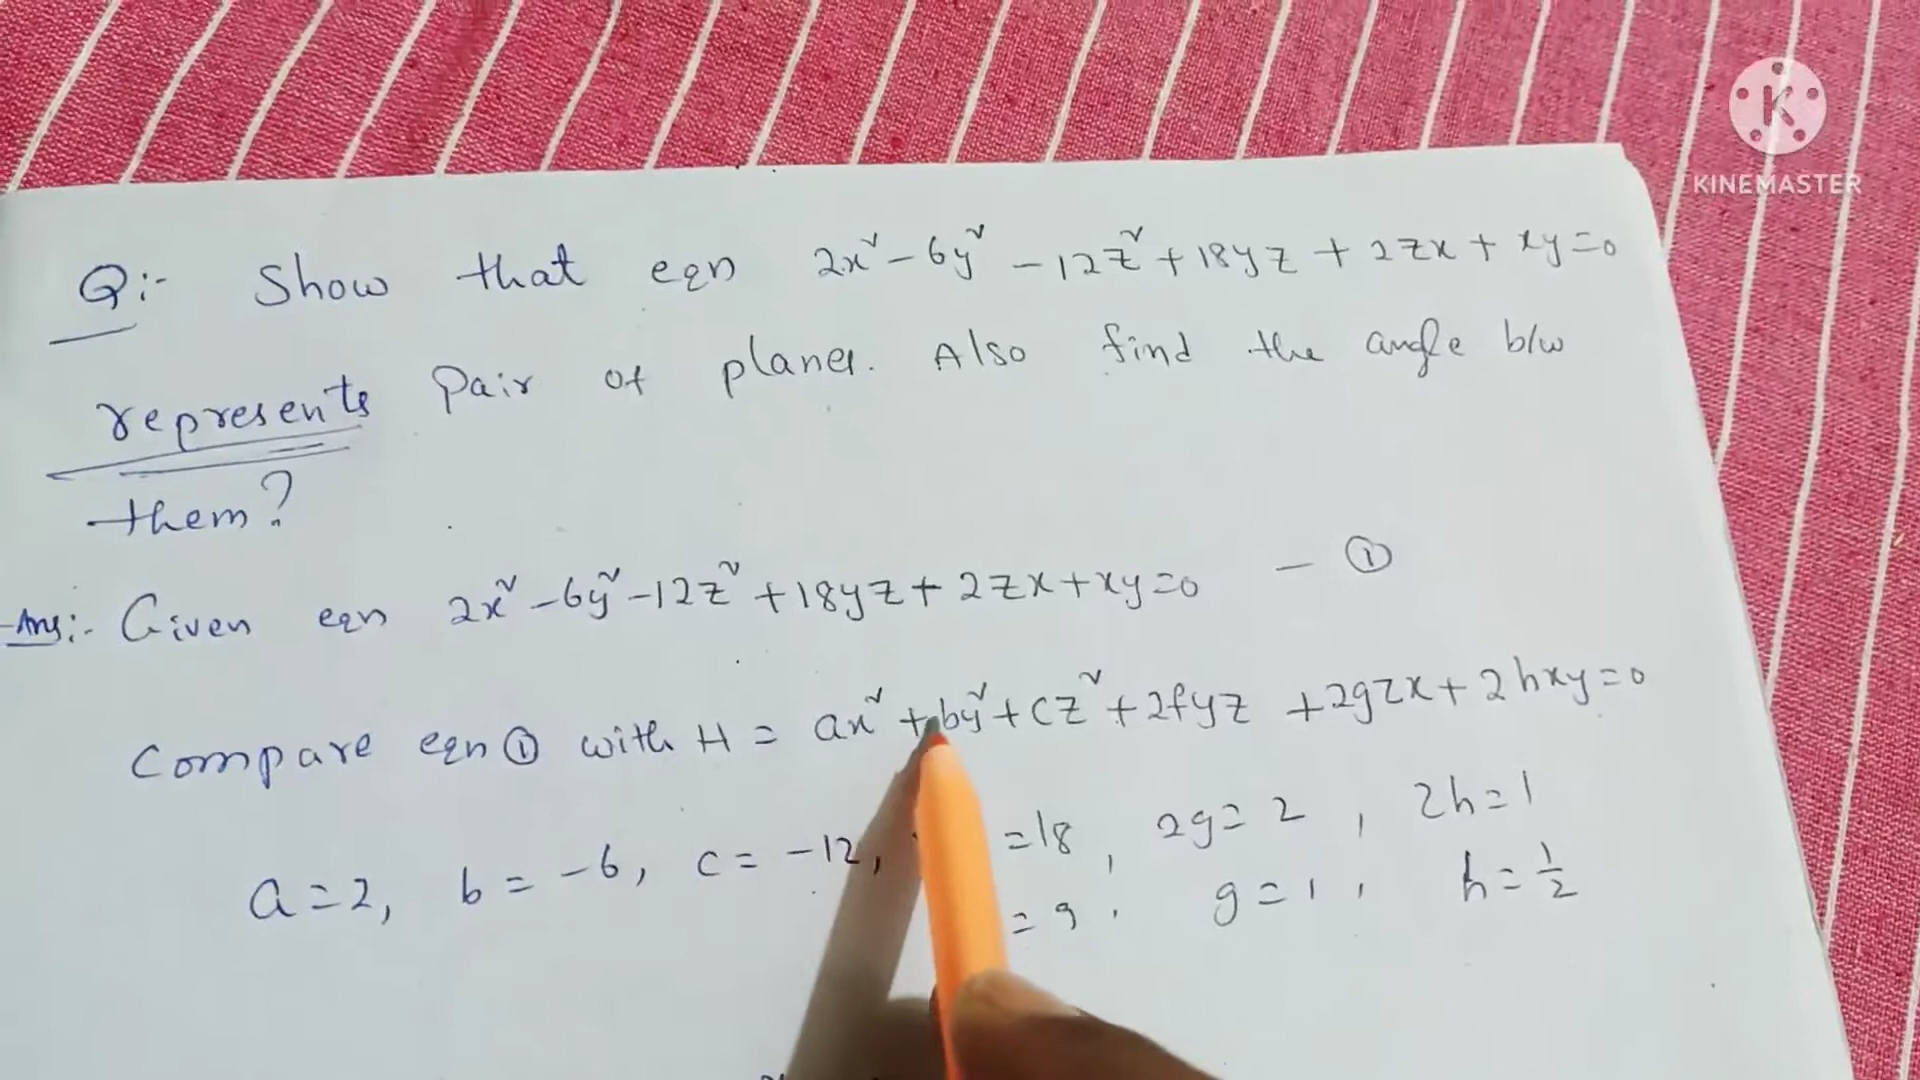 KINEMASTER
Q:- Show that eqn 2x² - 6y² - 12z² + 18yz + 2zx + xy = 0
represents Pair of planes. Also find the angle b/w
them?
Ans:- Given eqn 2x² - 6y² - 12z² + 18yz + 2zx + xy = 0 — ①
Compare eqn ① with H = ax² + by² + cz² + 2fyz + 2gzx + 2hxy = 0
a = 2, b = -6, c = -12, = 18, 2g = 2, 2h = 1
= 9, g = 1, h = 1/2